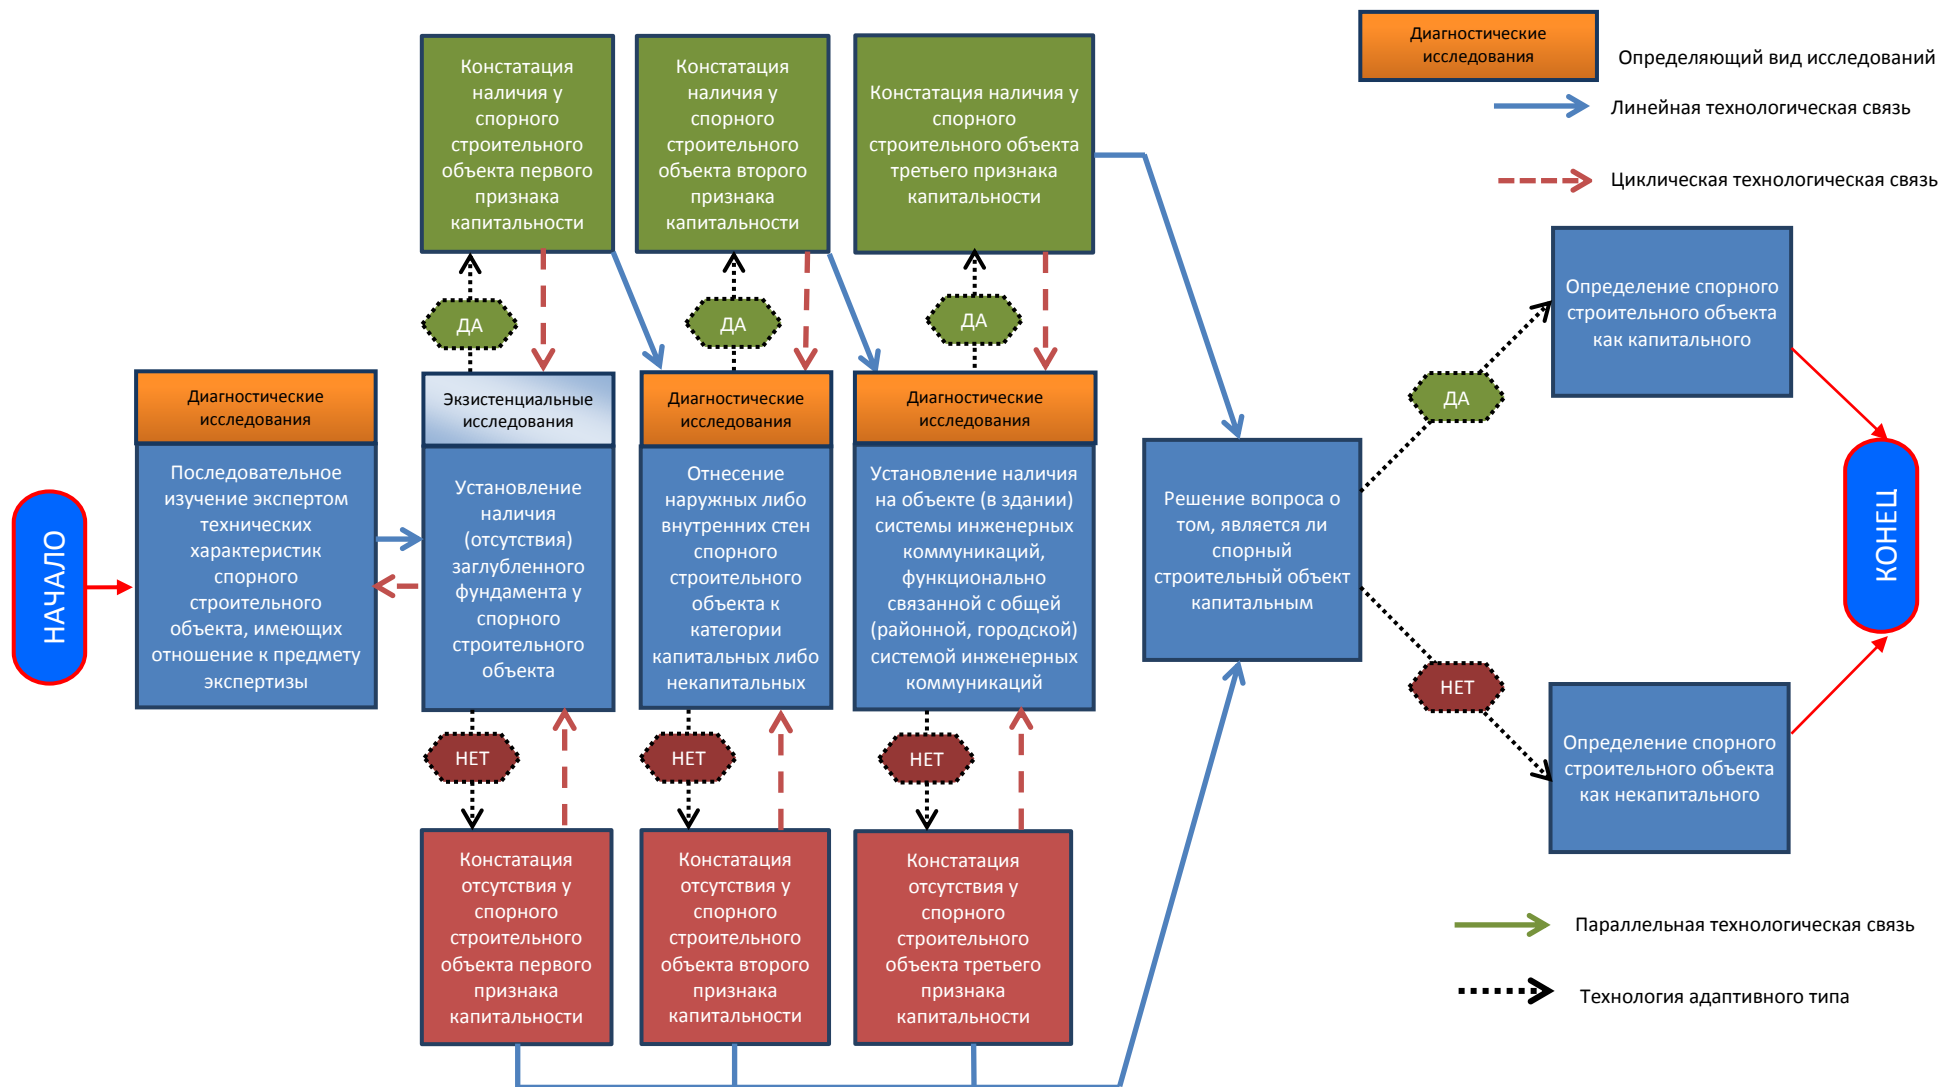 НАЧАЛО
Диагностические
исследования
Последовательное
изучение экспертом
технических
характеристик
спорного
строительного
объекта, имеющих
отношение к предмету
экспертизы
Констатация
наличия у
спорного
строительного
объекта первого
признака
капитальности
ДА
Экзистенциальные
исследования
Установление
наличия
(отсутствия)
заглубленного
фундамента у
спорного
строительного
объекта
НЕТ
Констатация
отсутствия у
спорного
строительного
объекта первого
признака
капитальности
Констатация
наличия у
спорного
строительного
объекта второго
признака
капитальности
ДА
Диагностические
исследования
Отнесение
наружных либо
внутренних стен
спорного
строительного
объекта к
категории
капитальных либо
некапитальных
НЕТ
Констатация
отсутствия у
спорного
строительного
объекта второго
признака
капитальности
Констатация наличия у
спорного
строительного объекта
третьего признака
капитальности
ДА
Диагностические
исследования
Установление наличия
на объекте (в здании)
системы инженерных
коммуникаций,
функционально
связанной с общей
(районной, городской)
системой инженерных
коммуникаций
НЕТ
Констатация
отсутствия у
спорного
строительного
объекта третьего
признака
капитальности
Решение вопроса о
том, является ли
спорный
строительный объект
капитальным
ДА
НЕТ
Определение спорного
строительного объекта
как капитального
Определение спорного
строительного объекта
как некапитального
КОНЕЦ
Диагностические
исследования
Определяющий вид исследований
Линейная технологическая связь
Циклическая технологическая связь
Параллельная технологическая связь
Технология адаптивного типа